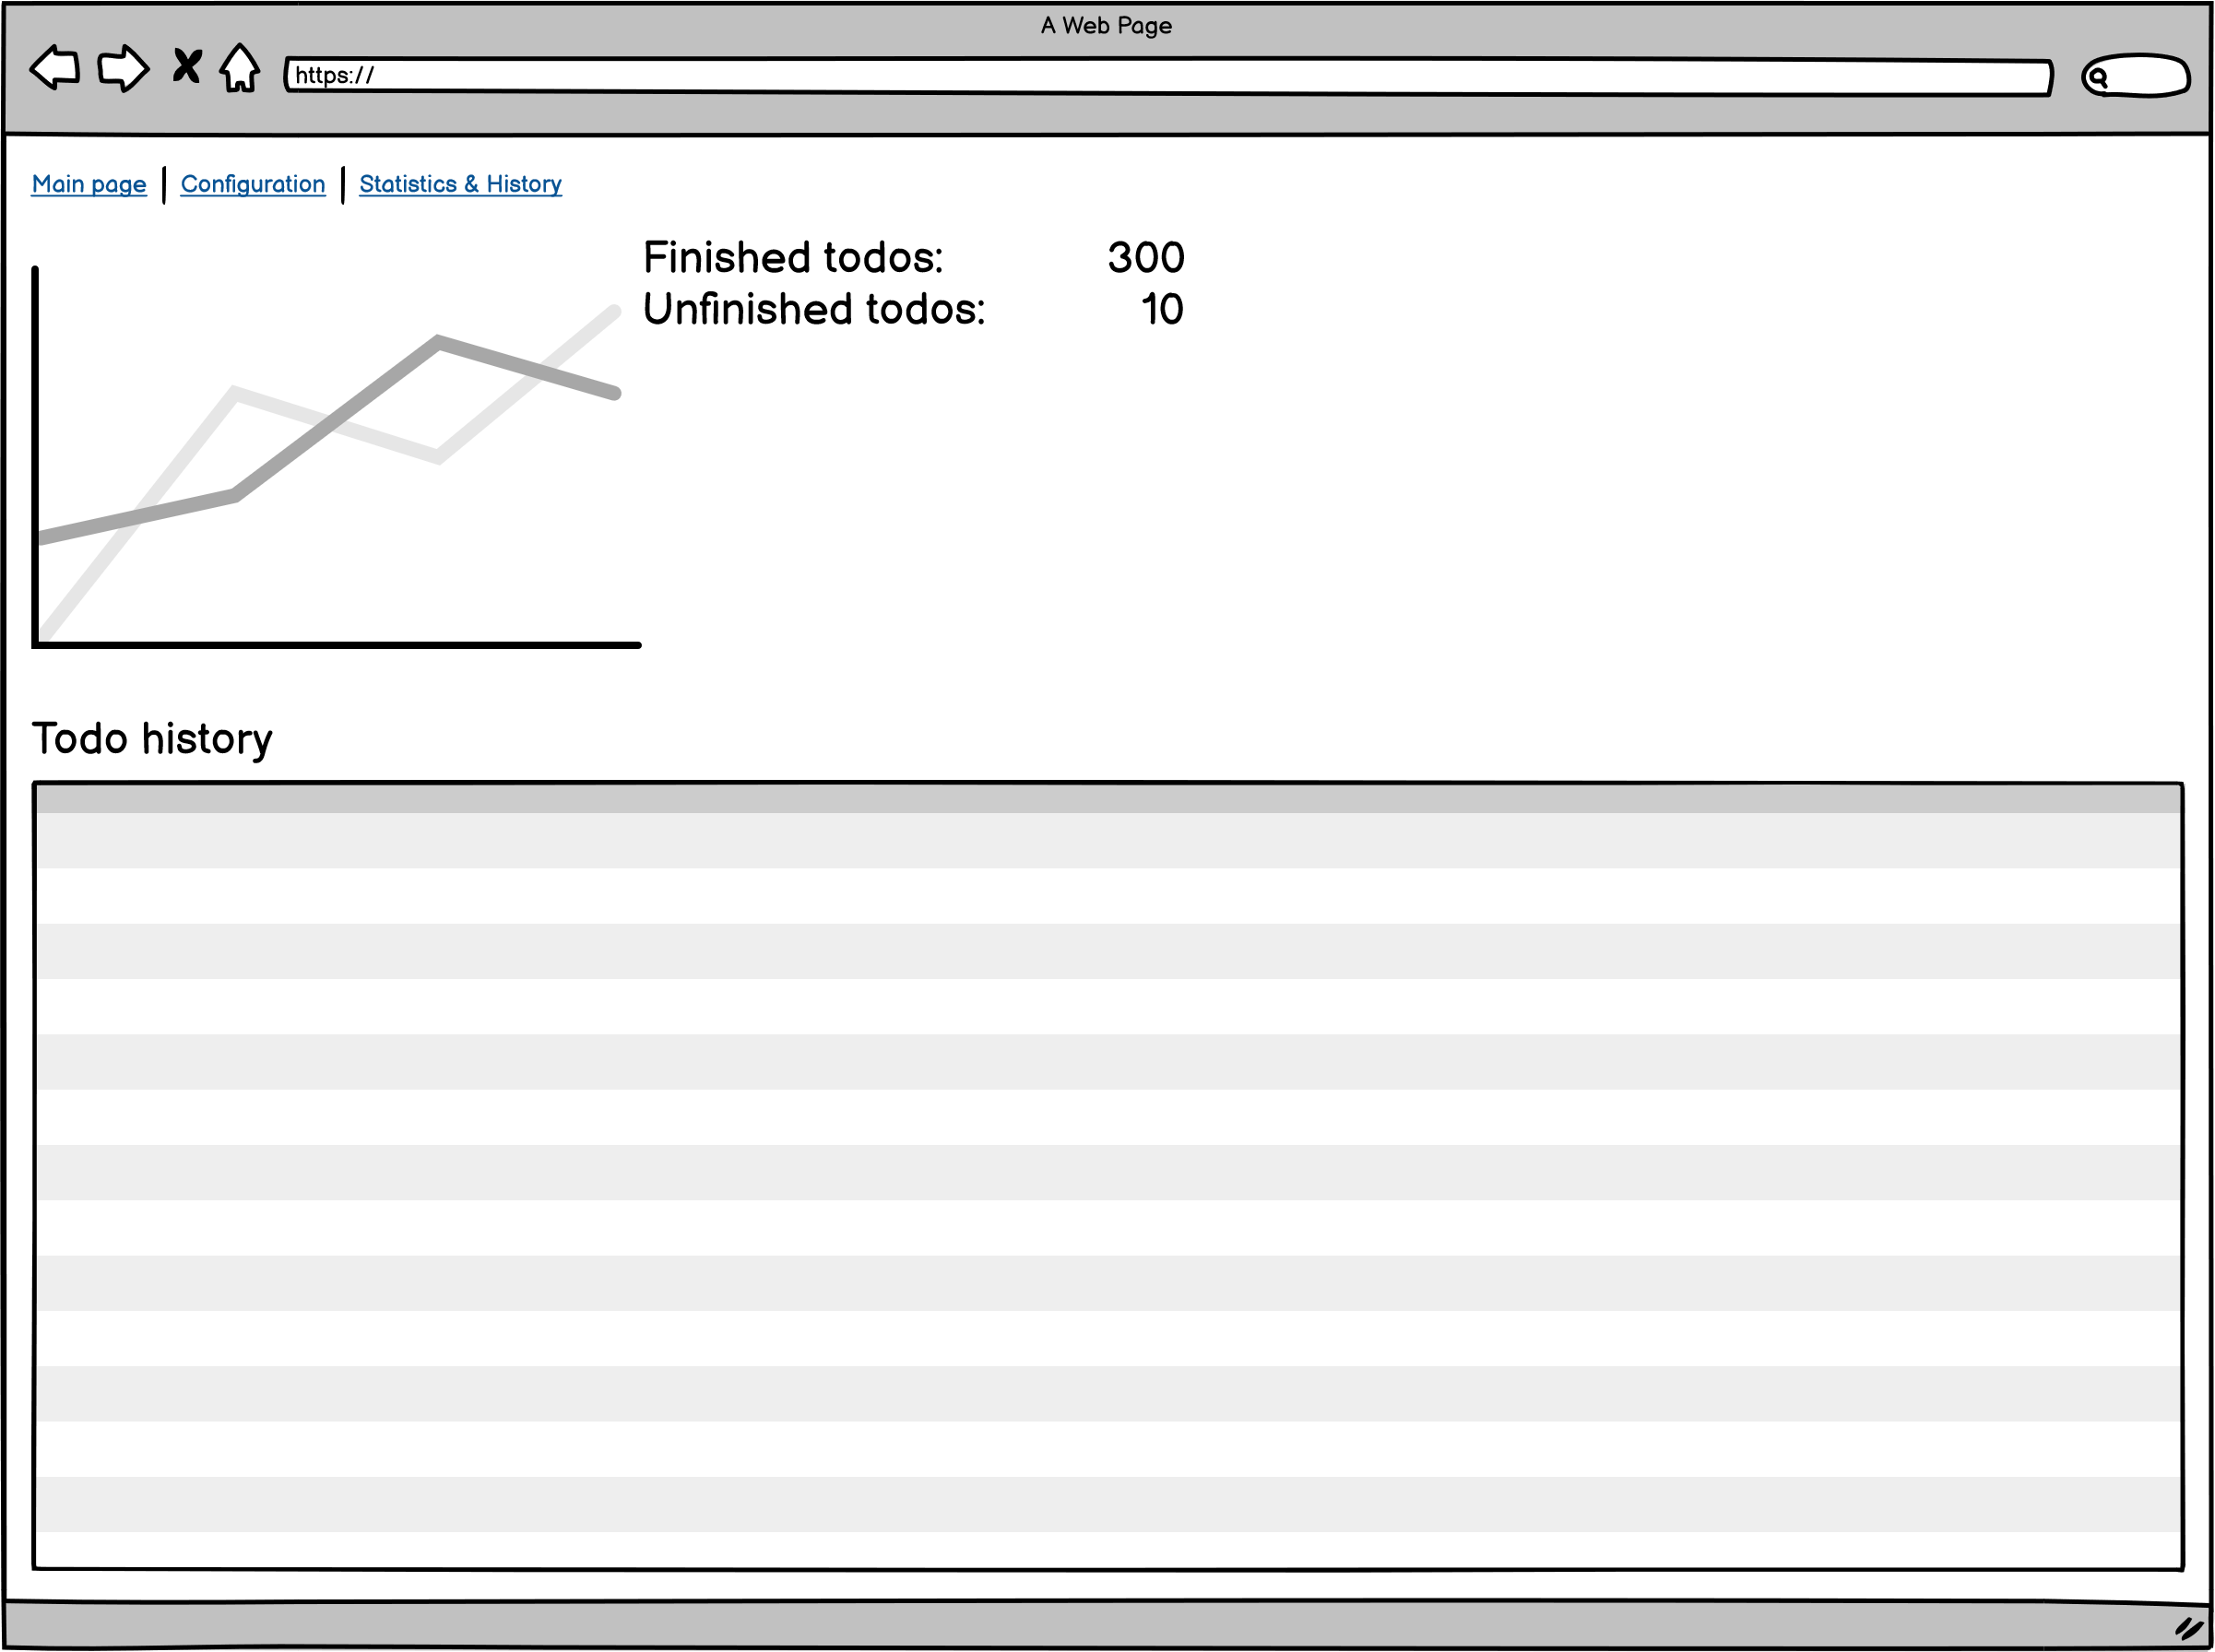 A Web Page
https://
Main page | Configuration | Statistics & History
Finished todos: 300
Unfinished todos: 10
Todo history